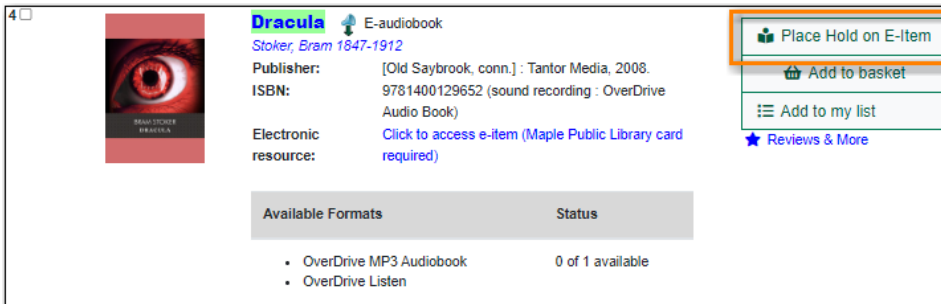 4
Dracula E-audiobook
Stoker, Bram 1847-1912
Publisher: [Old Saybrook, conn.] : Tantor Media, 2008.
ISBN: 9781400129652 (sound recording : OverDrive
Audio Book)
Electronic resource: Click to access e-item (Maple Public Library card
required)
Available Formats Status
OverDrive MP3 Audiobook 0 of 1 available
OverDrive Listen
BRAM STOKER
DRACULA
Place Hold on E-Item
Add to basket
Add to my list
Reviews & More